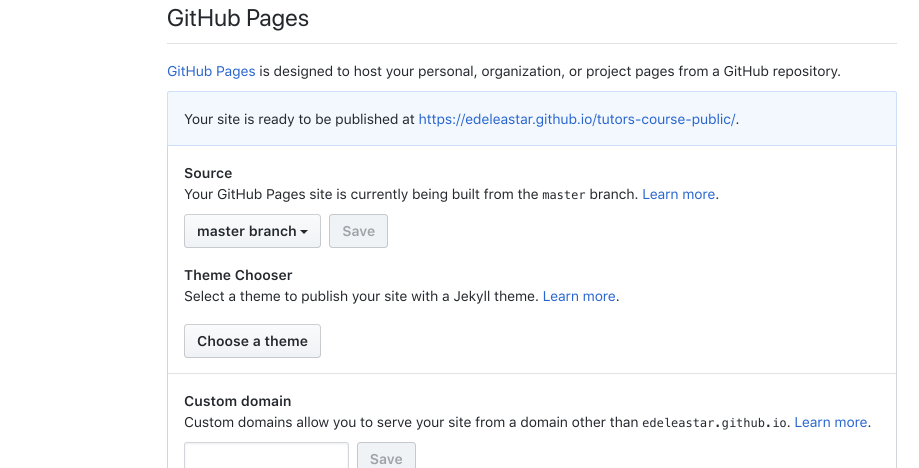 GitHub Pages
GitHub Pages is designed to host your personal, organization, or project pages from a GitHub repository.
Your site is ready to be published at https://edeleastar.github.io/tutors-course-public/.
Source
Your GitHub Pages site is currently being built from the master branch. Learn more.
master branch Save
Theme Chooser
Select a theme to publish your site with a Jekyll theme. Learn more.
Choose a theme
Custom domain
Custom domains allow you to serve your site from a domain other than edeleastar.github.io. Learn more.
Save